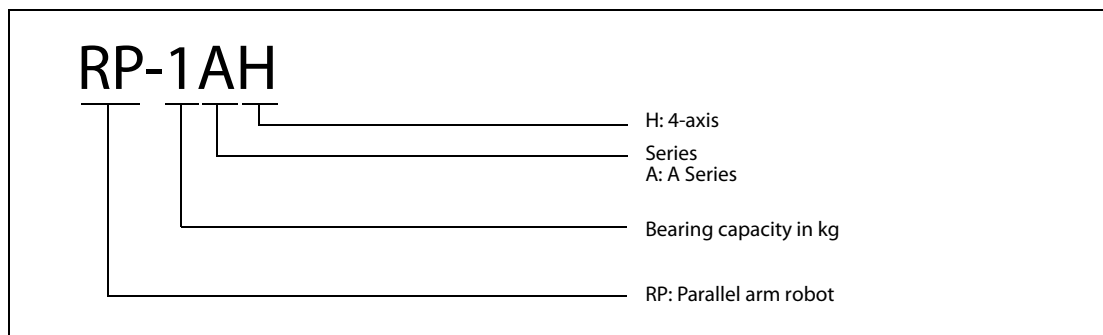 RP-1AH
H: 4-axis
Series
A: A Series
Bearing capacity in kg
RP: Parallel arm robot